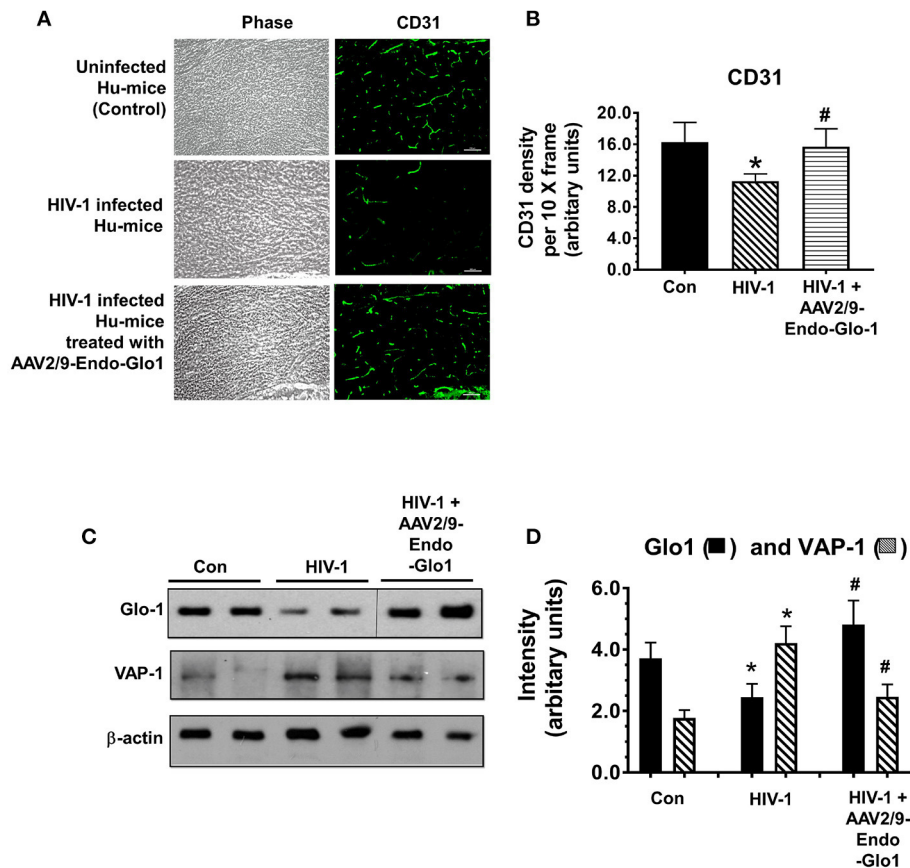 A
Phase
CD31
Uninfected
Hu-mice
(Control)
HIV-1 infected
Hu-mice
HIV-1 infected
Hu-mice
treated with
AAV2/9-Endo-Glo1
B
CD31
CD31 density
per 10 X frame
(arbitary units)
20.0
16.0
12.0
8.0
4.0
0.0
*
#
Con
HIV-1
HIV-1 +
AAV2/9-
Endo-Glo-1
C
Con
HIV-1
HIV-1 +
AAV2/9-
Endo
-Glo1
Glo-1
VAP-1
β-actin
D
Glo1 ( ) and VAP-1 ( )
Intensity
(arbitary units)
6.0
4.0
2.0
0.0
*
*
#
#
Con
HIV-1
HIV-1 +
AAV2/9-
Endo
-Glo1